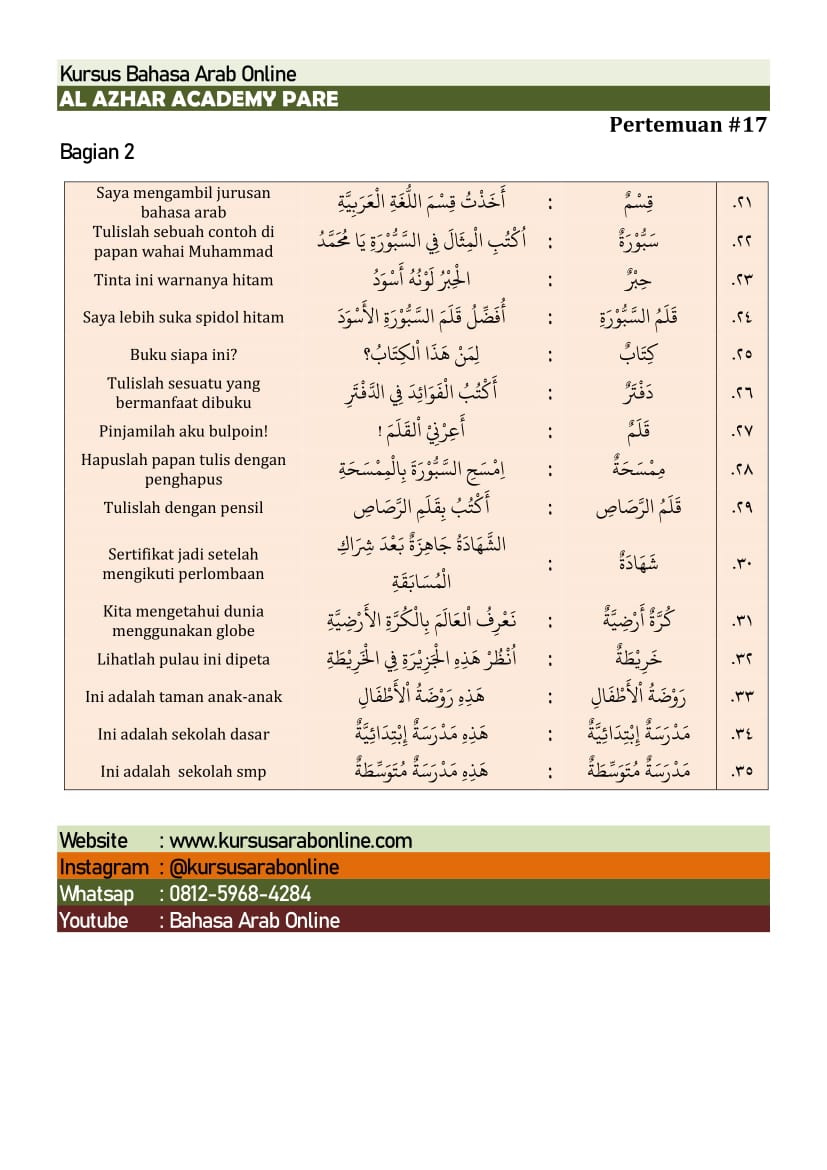 Kursus Bahasa Arab Online
AL AZHAR ACADEMY PARE
Pertemuan #17
Bagian 2
٢١. قِسْمٌ : أَخَذْتُ قِسْمَ اللُّغَةِ الْعَرَبِيَّةِ Saya mengambil jurusan
bahasa arab
٢٢. سَبُّوْرَةٌ : اُكْتُبِ الْمِثَالَ فِي السَّبُّوْرَةِ يَا مُحَمَّدُ Tulislah sebuah contoh di
papan wahai Muhammad
٢٣. حِبْرٌ : الْحِبْرُ لَوْنُهُ أَسْوَدُ Tinta ini warnanya hitam
٢٤. قَلَمُ السَّبُّوْرَةِ : أُفَضِّلُ قَلَمَ السَّبُّوْرَةِ الأَسْوَدَ Saya lebih suka spidol hitam
٢٥. كِتَابٌ : لِمَنْ هَذَا الْكِتَابُ؟ Buku siapa ini?
٢٦. دَفْتَرٌ : أَكْتُبُ الْفَوَائِدَ فِي الدَّفْتَرِ Tulislah sesuatu yang
bermanfaat dibuku
٢٧. قَلَمٌ : أَعِرْنِيْ الْقَلَمَ ! Pinjamilah aku bulpoin!
٢٨. مِمْسَحَةٌ : اِمْسَحِ السَّبُّوْرَةَ بِالْمِمْسَحَةِ Hapuslah papan tulis dengan
penghapus
٢٩. قَلَمُ الرَّصَاصِ : أَكْتُبُ بِقَلَمِ الرَّصَاصِ Tulislah dengan pensil
٣٠. شَهَادَةٌ : الشَّهَادَةُ جَاهِزَةٌ بَعْدَ شِرَاكِ
الْمُسَابَقَةِ
Sertifikat jadi setelah
mengikuti perlombaan
٣١. كُرَّةٌ أَرْضِيَّةٌ : نَعْرِفُ الْعَالَمَ بِالْكُرَّةِ الأَرْضِيَّةِ Kita mengetahui dunia
menggunakan globe
٣٢. خَرِيْطَةٌ : اُنْظُرْ هَذِهِ الْجَزِيْرَةِ فِي الْخَرِيْطَةِ Lihatlah pulau ini dipeta
٣٣. رَوْضَةُ الْأَطْفَالِ : هَذِهِ رَوْضَةُ الْأَطْفَالِ Ini adalah taman anak-anak
٣٤. مَدْرَسَةٌ إِبْتِدَائِيَّةٌ : هَذِهِ مَدْرَسَةٌ إِبْتِدَائِيَّةٌ Ini adalah sekolah dasar
٣٥. مَدْرَسَةٌ مُتَوَسِّطَةٌ : هَذِهِ مَدْرَسَةٌ مُتَوَسِّطَةٌ Ini adalah sekolah smp
Website : www.kursusarabonline.com
Instagram : @kursusarabonline
Whatsap : 0812-5968-4284
Youtube : Bahasa Arab Online